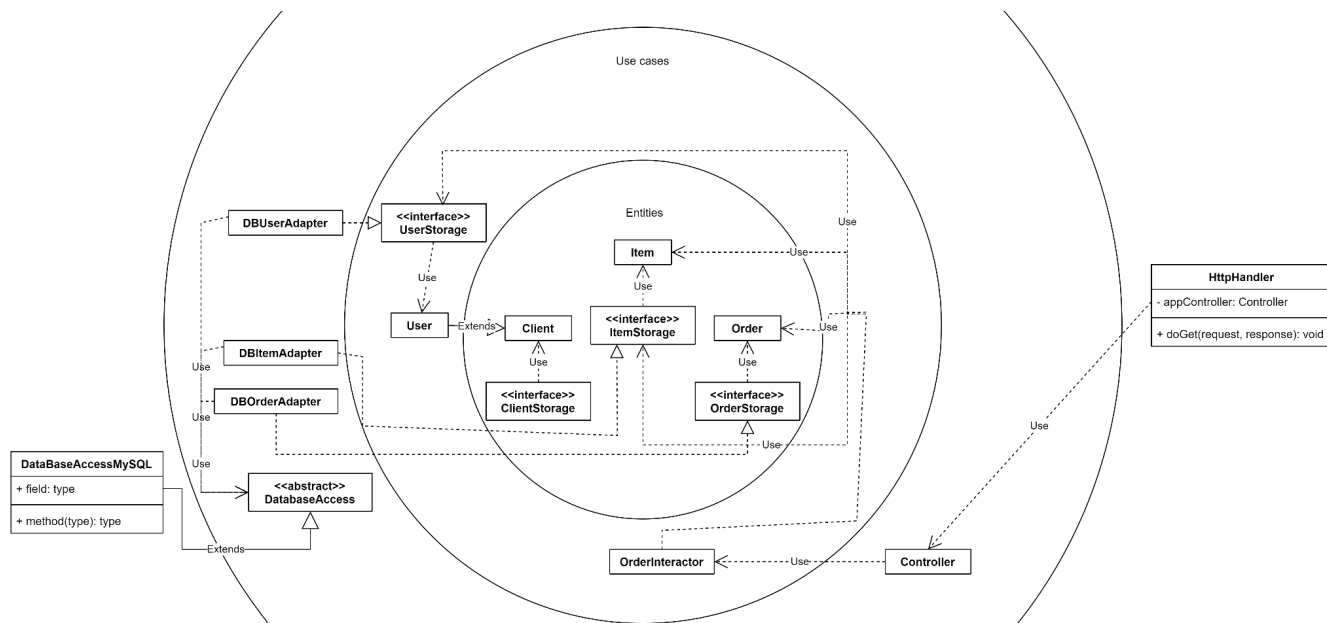 Use cases
Entities
<<interface>>
UserStorage
DBUserAdapter
Use
Item
Use
Use
Use
HttpHandler
- appController: Controller
+ doGet(request, response): void
User
Extends
Client
<<interface>>
ItemStorage
Order
Use
DBItemAdapter
Use
Use
Use
<<interface>>
ClientStorage
<<interface>>
OrderStorage
DBOrderAdapter
Use
Use
Use
Use
DataBaseAccessMySQL
+ field: type
+ method(type): type
<<abstract>>
DatabaseAccess
Extends
OrderInteractor
Use
Controller